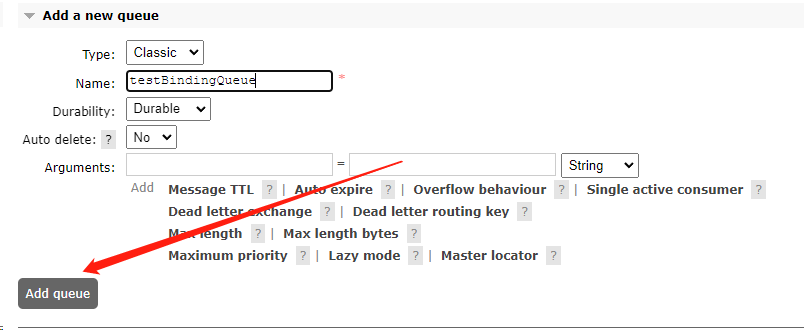 Add a new queue
Type: Classic
Name: testBindingQueue *
Durability: Durable
Auto delete: ? No
Arguments: = String
Add Message TTL ? | Auto expire ? | Overflow behaviour ? | Single active consumer ?
Dead letter exchange ? | Dead letter routing key ?
Max length ? | Max length bytes ?
Maximum priority ? | Lazy mode ? | Master locator ?
Add queue